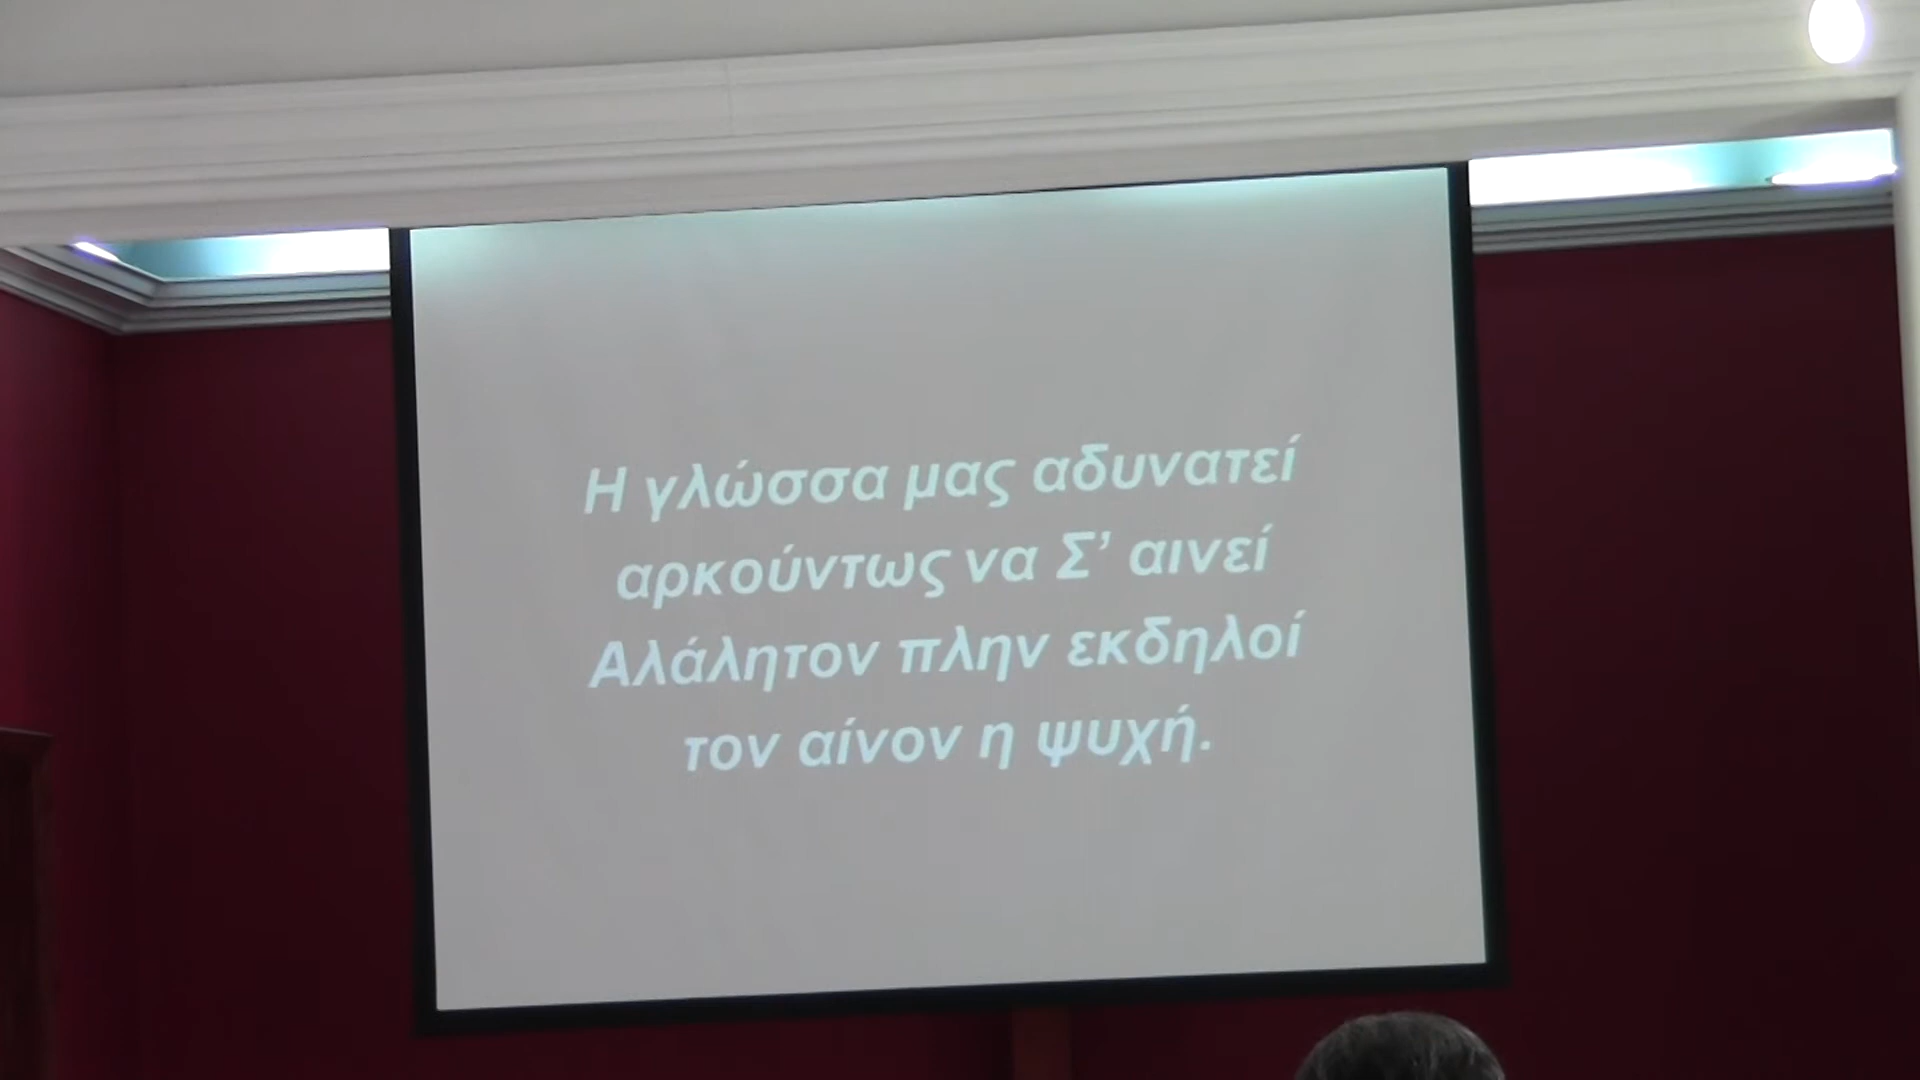 Η γλώσσα μας αδυνατεί
αρκούντως να Σ’ αινεί
Αλάλητον πλην εκδηλοί
τον αίνον η ψυχή.